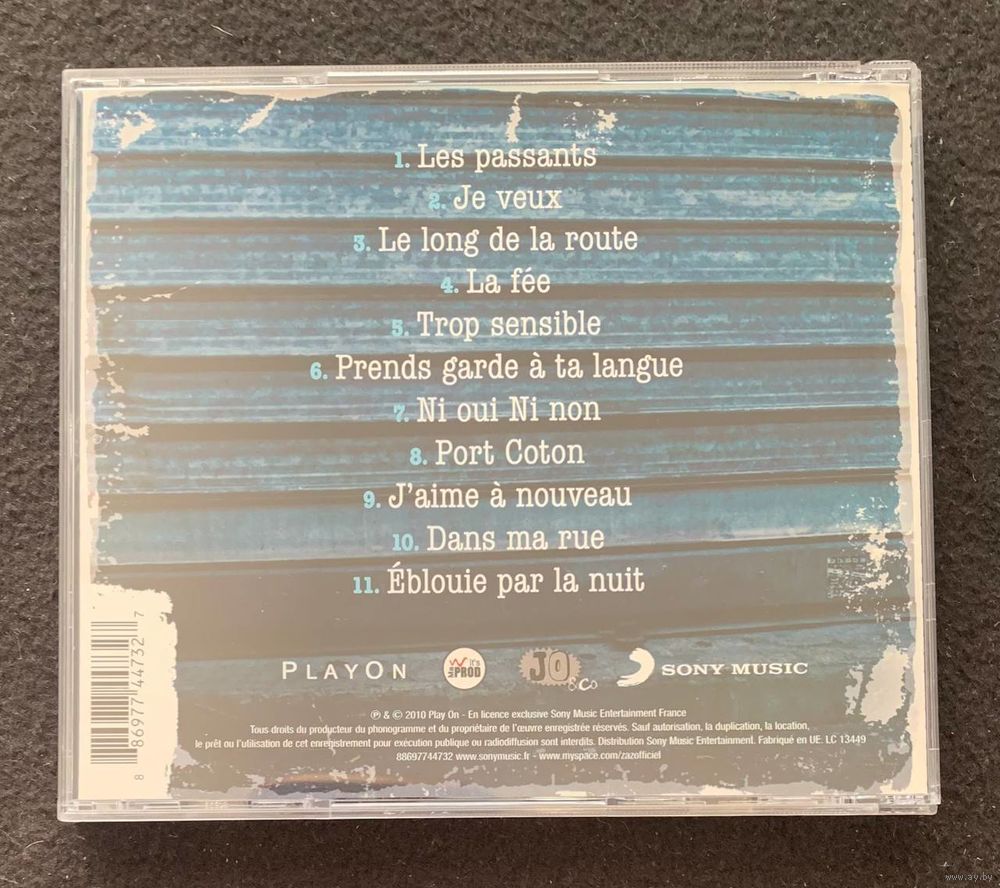 1. Les passants
2. Je veux
3. Le long de la route
4. La fée
5. Trop sensible
6. Prends garde à ta langue
7. Ni oui Ni non
8. Port Coton
9. J'aime à nouveau
10. Dans ma rue
11. Éblouie par la nuit
8 86977 44732 7
PLAYON
it's PROD
JO &Co
SONY MUSIC
℗ & © 2010 Play On - En licence exclusive Sony Music Entertainment France
Tous droits du producteur du phonogramme et du propriétaire de l'œuvre enregistrée réservés. Sauf autorisation, la duplication, la location,
le prêt ou l'utilisation de cet enregistrement pour exécution publique ou radiodiffusion sont interdits. Distribution Sony Music Entertainment. Fabriqué en UE. LC 13449
88697744732 www.sonymusic.fr - www.myspace.com/zazofficiel
www.ay.by